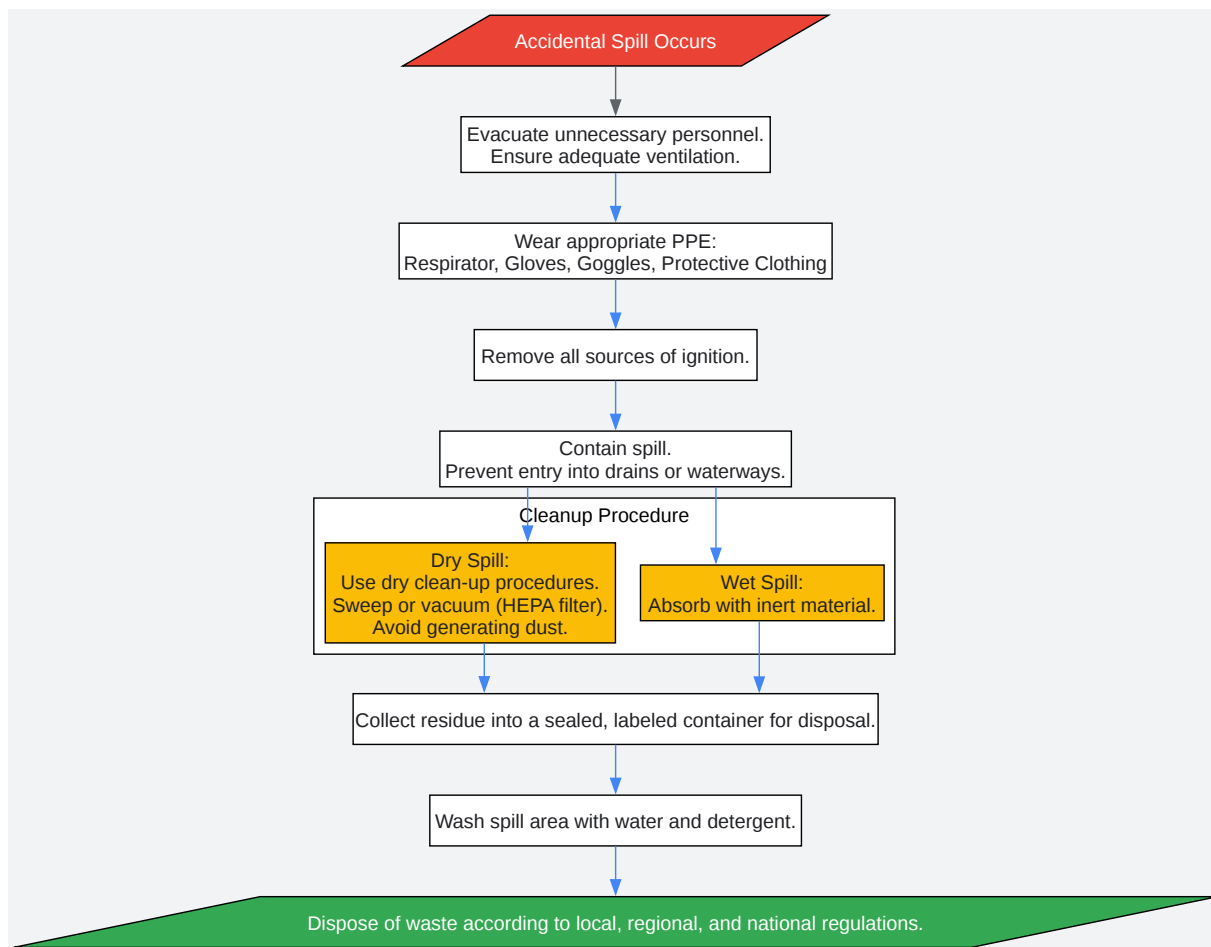 Accidental Spill Occurs
Evacuate unnecessary personnel.
Ensure adequate ventilation.
Wear appropriate PPE:
Respirator, Gloves, Goggles, Protective Clothing
Remove all sources of ignition.
Contain spill.
Prevent entry into drains or waterways.
Cleanup Procedure
Dry Spill:
Use dry clean-up procedures.
Sweep or vacuum (HEPA filter).
Avoid generating dust.
Wet Spill:
Absorb with inert material.
Collect residue into a sealed, labeled container for disposal.
Wash spill area with water and detergent.
Dispose of waste according to local, regional, and national regulations.